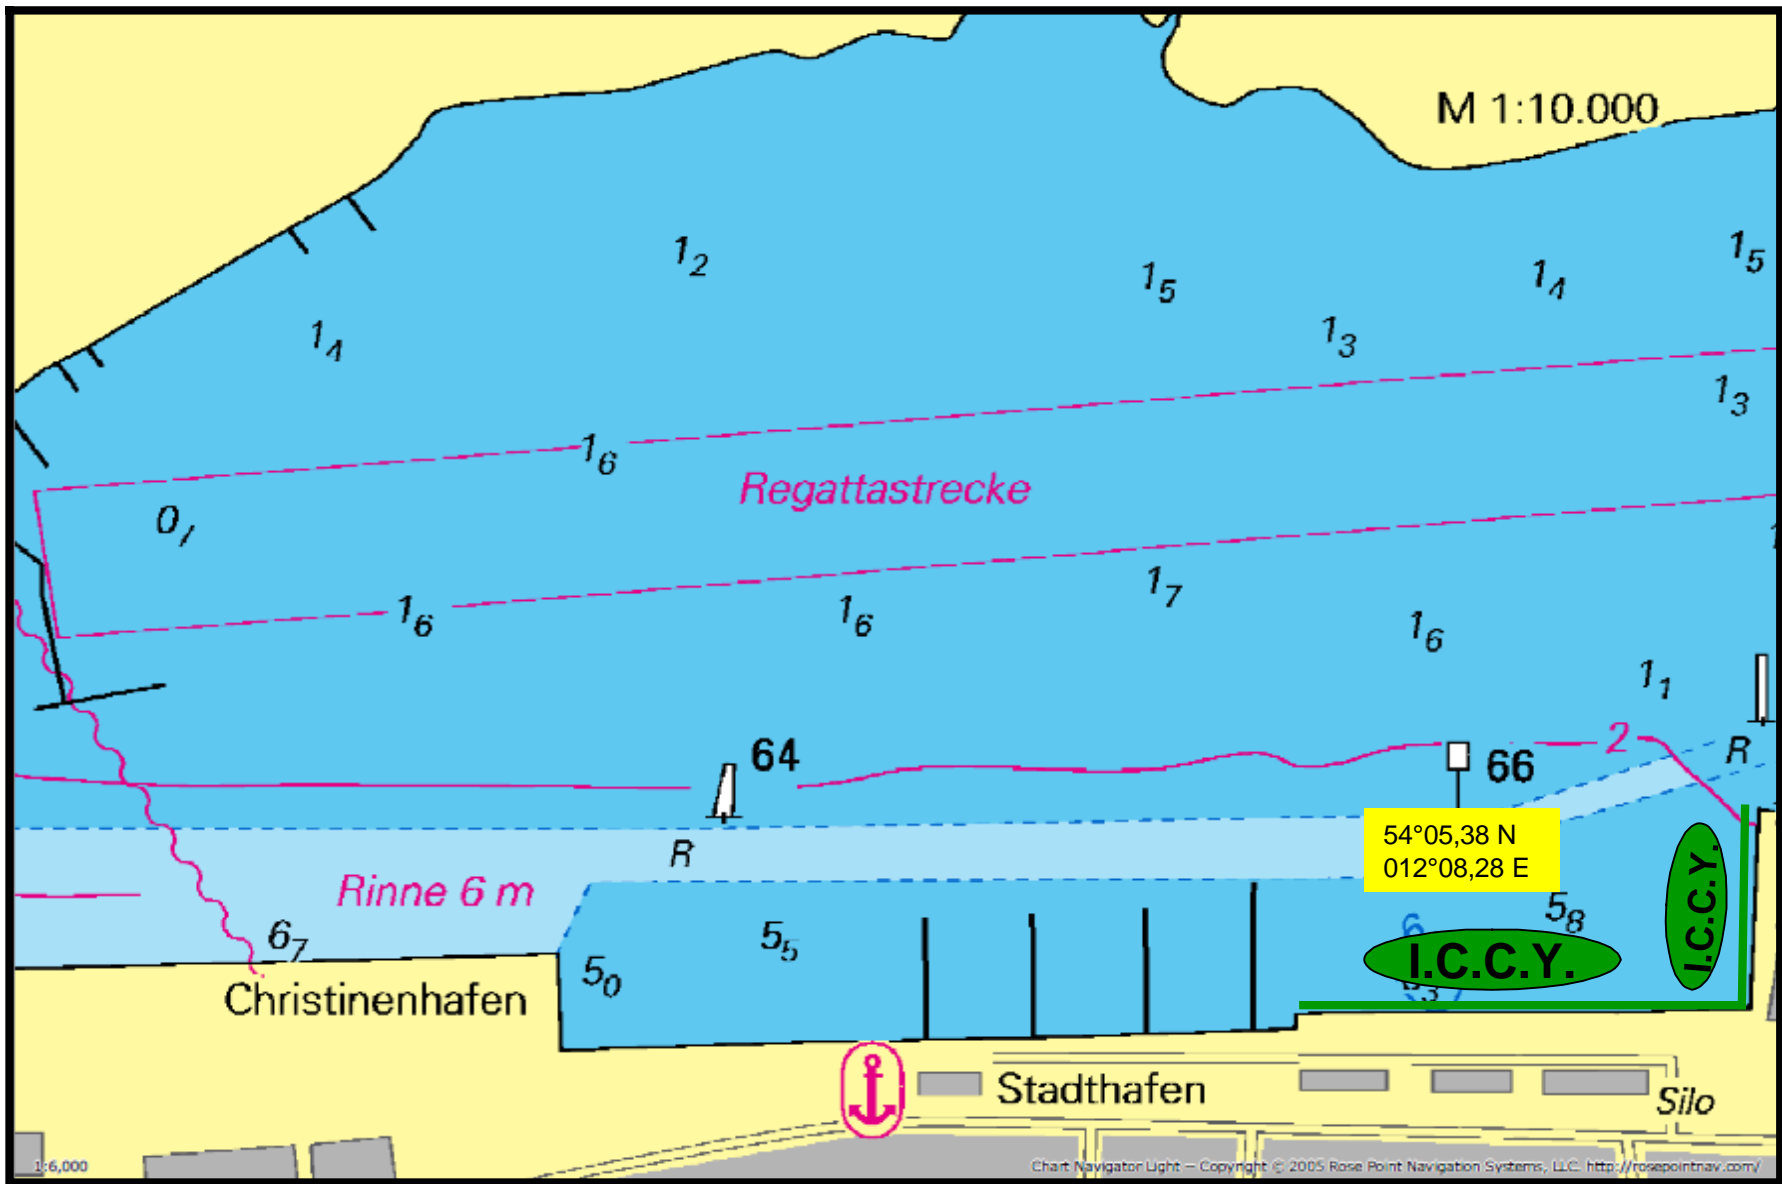 M 1:10.000
1₂
1₅
1₅
1₄
1₄
1₃
1₃
1₆
Regattastrecke
0,
1₆
1₆
1₇
1₆
1₁
64
2
66
R
54°05,38 N
012°08,28 E
R
Rinne 6 m
6₇
5₅
5₀
5₈
6
I.C.C.Y.
I.C.C.Y.
Christinenhafen
Stadthafen
Silo
1:6,000
Chart Navigator Light – Copyright © 2005 Rose Point Navigation Systems, LLC. http://rosepointnav.com/